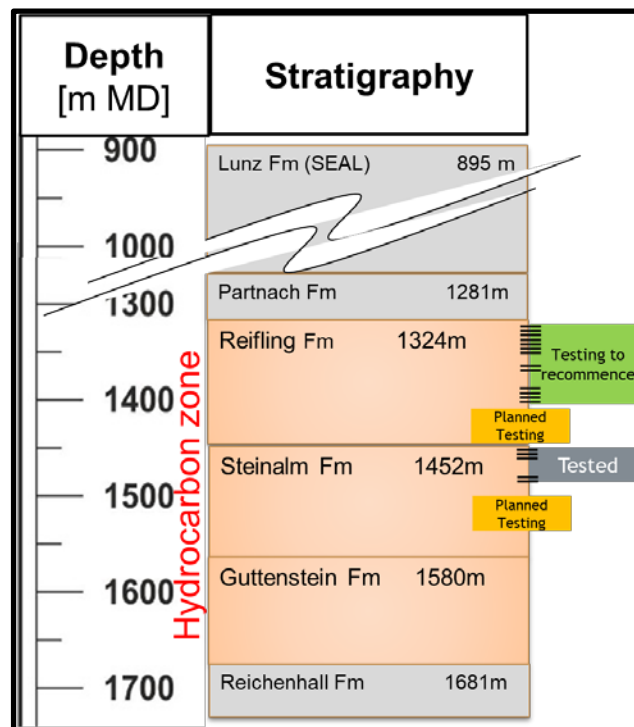 Depth
[m MD]
Stratigraphy
900
1000
1300
1400
1500
1600
1700
Hydrocarbon zone
Lunz Fm (SEAL) 895 m
Partnach Fm 1281m
Reifling Fm 1324m
Testing to
recommence
Planned
Testing
Steinalm Fm 1452m
Tested
Planned
Testing
Guttenstein Fm 1580m
Reichenhall Fm 1681m